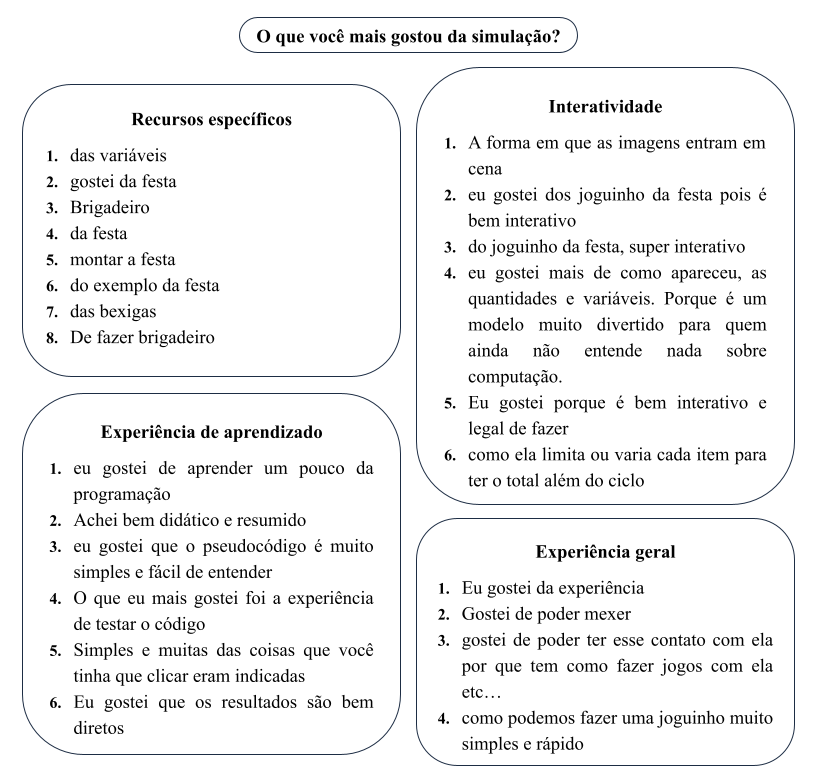 O que você mais gostou da simulação?
Recursos específicos
1. das variáveis
2. gostei da festa
3. Brigadeiro
4. da festa
5. montar a festa
6. do exemplo da festa
7. das bexigas
8. De fazer brigadeiro
Interatividade
1. A forma em que as imagens entram em
cena
2. eu gostei dos joguinho da festa pois é
bem interativo
3. do joguinho da festa, super interativo
4. eu gostei mais de como apareceu, as
quantidades e variáveis. Porque é um
modelo muito divertido para quem
ainda não entende nada sobre
computação.
5. Eu gostei porque é bem interativo e
legal de fazer
6. como ela limita ou varia cada item para
ter o total além do ciclo
Experiência de aprendizado
1. eu gostei de aprender um pouco da
programação
2. Achei bem didático e resumido
3. eu gostei que o pseudocódigo é muito
simples e fácil de entender
4. O que eu mais gostei foi a experiência
de testar o código
5. Simples e muitas das coisas que você
tinha que clicar eram indicadas
6. Eu gostei que os resultados são bem
diretos
Experiência geral
1. Eu gostei da experiência
2. Gostei de poder mexer
3. gostei de poder ter esse contato com ela
por que tem como fazer jogos com ela
etc…
4. como podemos fazer uma joguinho muito
simples e rápido